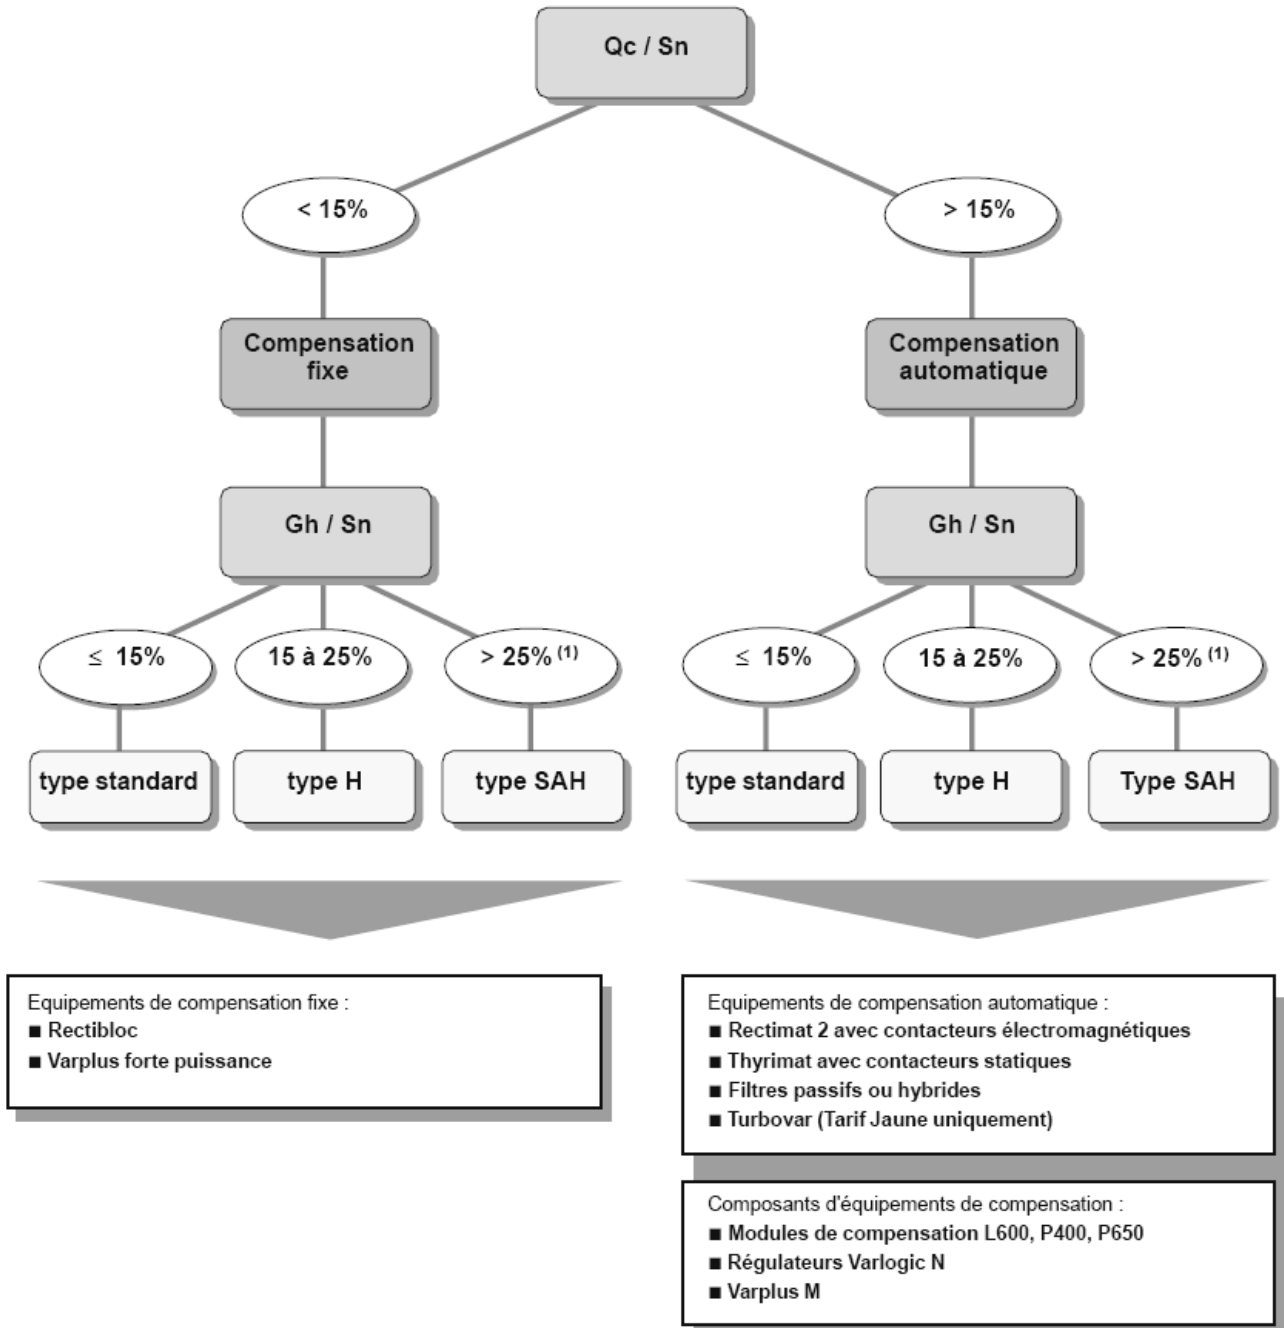 Qc / Sn
< 15%
> 15%
Compensation
fixe
Compensation
automatique
Gh / Sn
Gh / Sn
≤ 15%
15 à 25%
> 25% (1)
≤ 15%
15 à 25%
> 25% (1)
type standard
type H
type SAH
type standard
type H
Type SAH
Equipements de compensation fixe :
■ Rectibloc
■ Varplus forte puissance
Equipements de compensation automatique :
■ Rectimat 2 avec contacteurs électromagnétiques
■ Thyrimat avec contacteurs statiques
■ Filtres passifs ou hybrides
■ Turbovar (Tarif Jaune uniquement)
Composants d'équipements de compensation :
■ Modules de compensation L600, P400, P650
■ Régulateurs Varlogic N
■ Varplus M